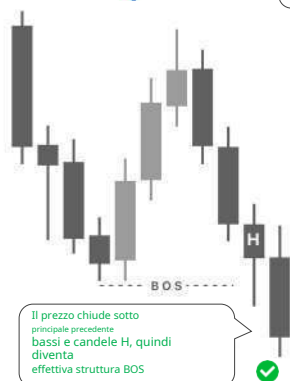 BOS
H
Il prezzo chiude sotto
principale precedente
bassi e candele H, quindi
diventa
effettiva struttura BOS